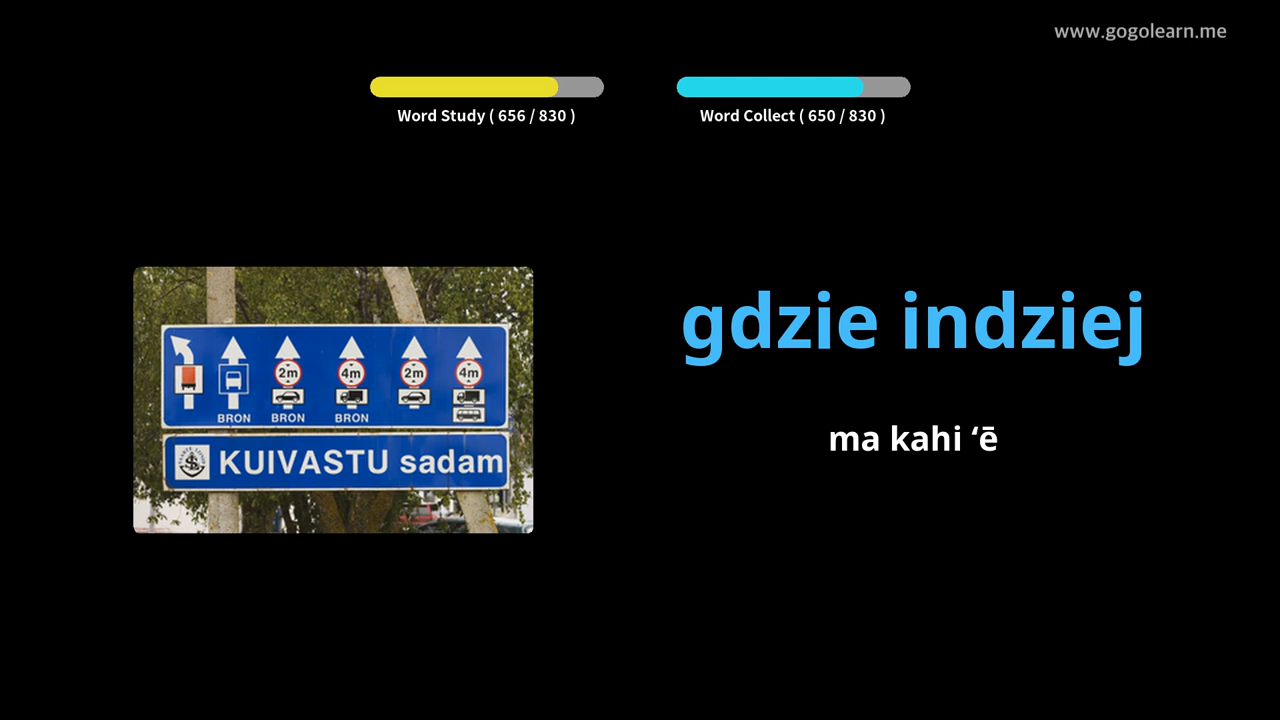 www.gogolearn.me
Word Study ( 656 / 830 )
Word Collect ( 650 / 830 )
gdzie indziej
ma kahi ‘ē
2m 4m 2m 4m
BRON BRON BRON
KUIVASTU sadam